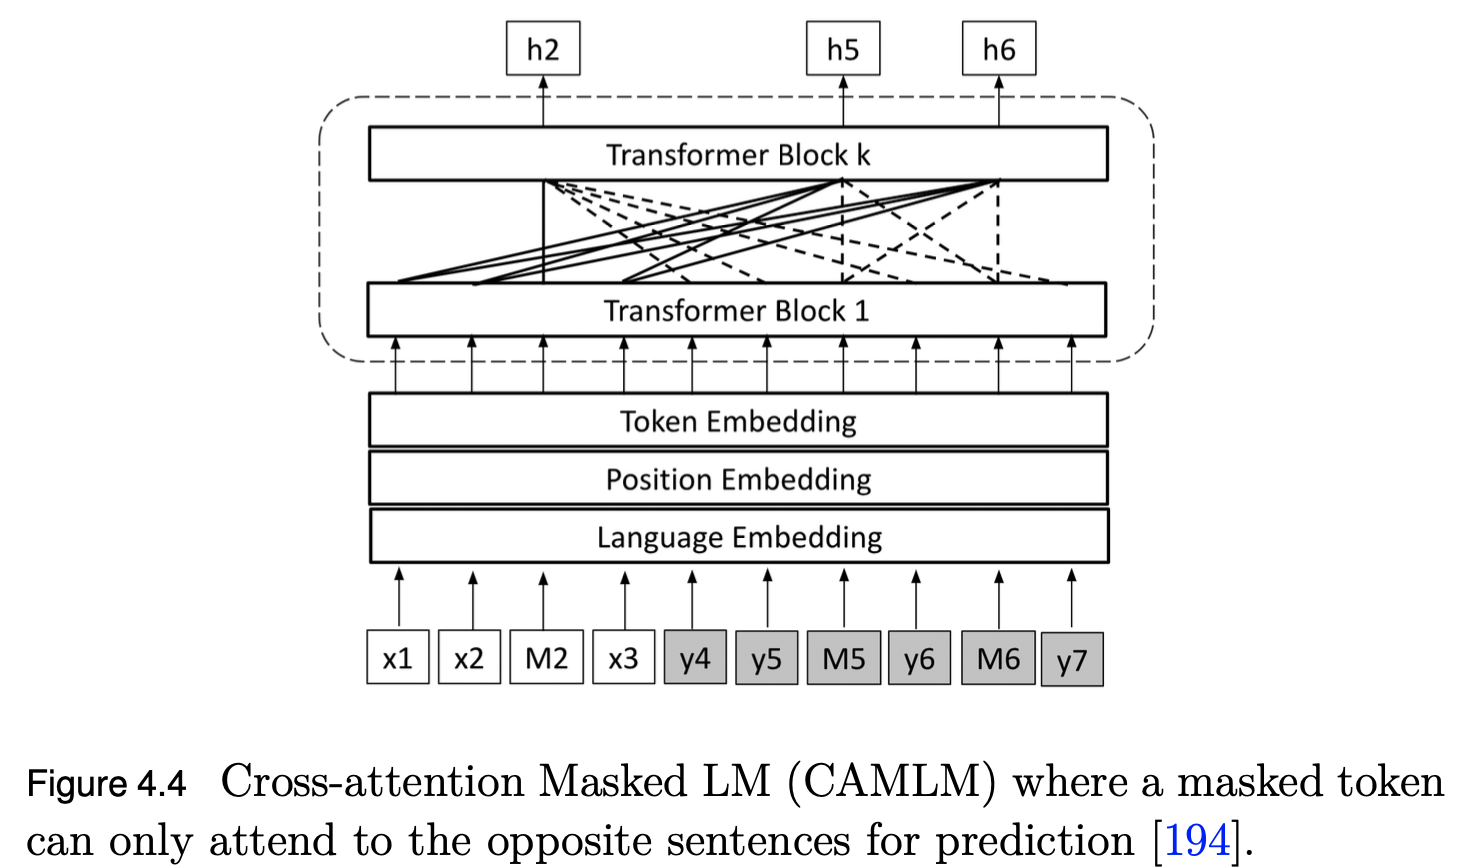 h2 h5 h6
Transformer Block k
Transformer Block 1
Token Embedding
Position Embedding
Language Embedding
x1 x2 M2 x3 y4 y5 M5 y6 M6 y7
Figure 4.4 Cross-attention Masked LM (CAMLM) where a masked token
can only attend to the opposite sentences for prediction [194].